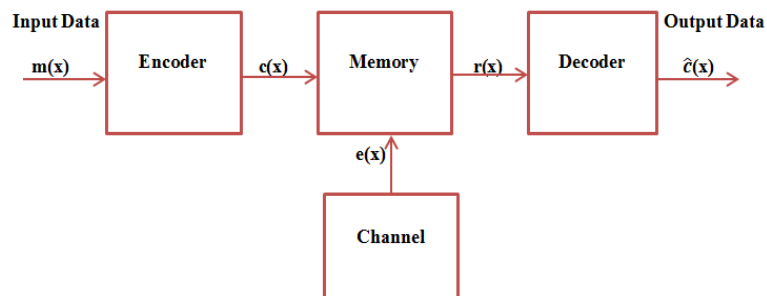 Input Data
Output Data
m(x)
Encoder
c(x)
Memory
r(x)
Decoder
ĉ(x)
e(x)
Channel